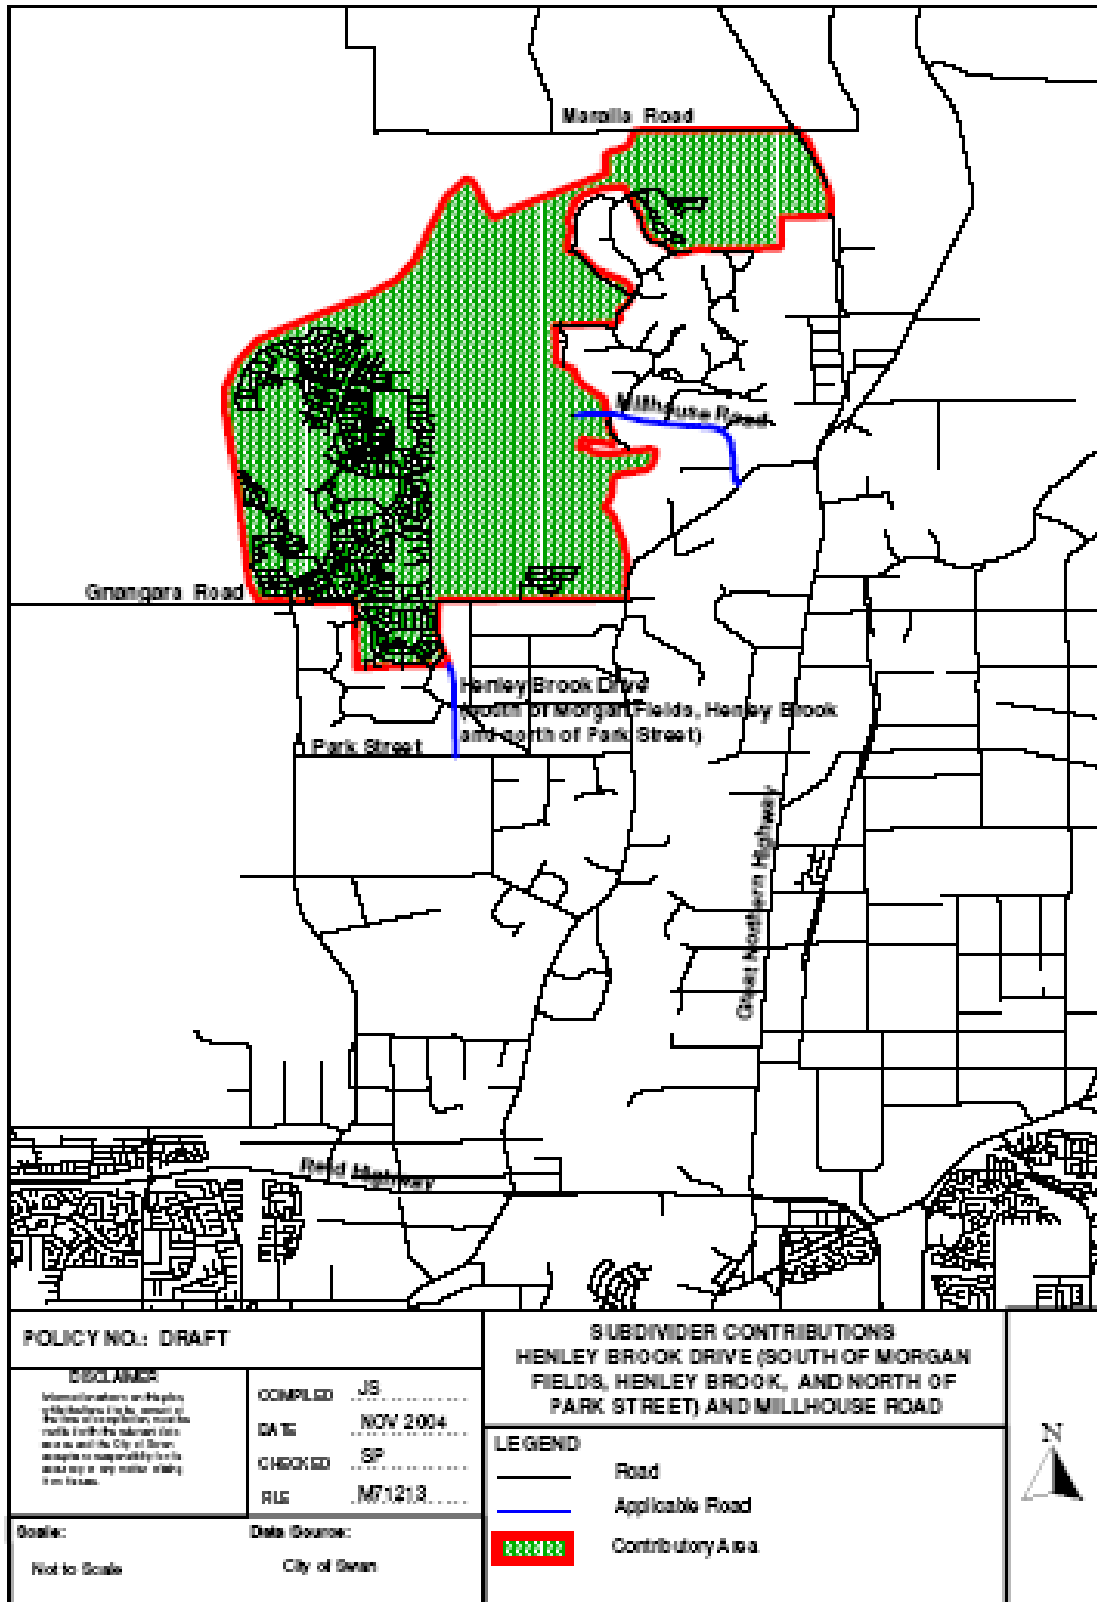 Maralla Road
Millhouse Road
Gnangara Road
Henley Brook Drive
(south of Morgan Fields, Henley Brook
and north of Park Street)
Park Street
Great Northern Highway
Reid Highway
POLICY NO.: DRAFT
DISCLAIMER
COMPILED JS
DATE NOV 2004
CHECKED SP
FILE M71213
Scale:
Not to Scale
Data Source:
City of Swan
SUBDIVIDER CONTRIBUTIONS
HENLEY BROOK DRIVE (SOUTH OF MORGAN
FIELDS, HENLEY BROOK, AND NORTH OF
PARK STREET) AND MILLHOUSE ROAD
LEGEND
Road
Applicable Road
Contributory Area
N